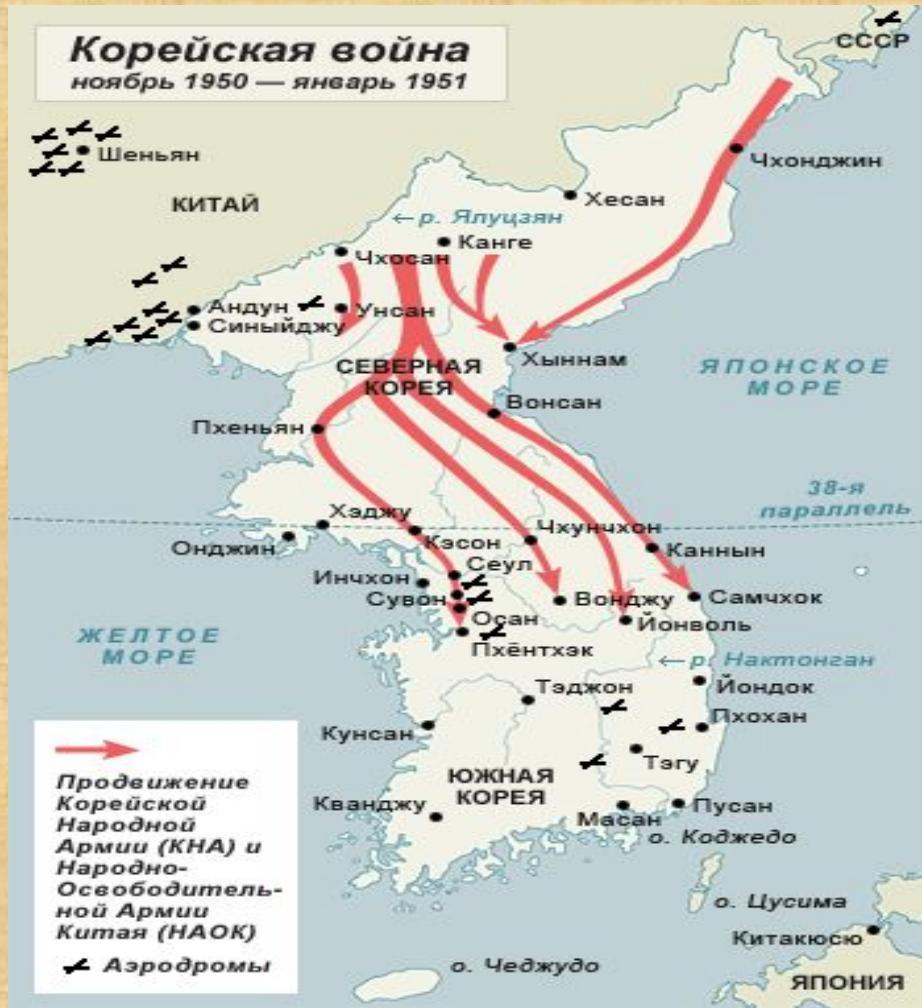 Корейская война
ноябрь 1950 — январь 1951
СССР
Шеньян
Чхонджин
КИТАЙ
Хесан
← р. Ялуцзян
Канге
Чхосан
Андун
Унсан
Синыйджу
Хыннам
СЕВЕРНАЯ
КОРЕЯ
ЯПОНСКОЕ
МОРЕ
Вонсан
Пхеньян
38-я
параллель
Хэджу
Чхунчхон
Онджин
Кэсон
Каннын
Сеул
Инчхон
Сувон
Вонджу
Самчхок
Осан
Йонволь
ЖЕЛТОЕ
МОРЕ
Пхёнтхэк
← р. Нактонган
Тэджон
Йондок
Пхохан
Кунсан
Тэгу
ЮЖНАЯ
КОРЕЯ
Кванджу
Масан
Пусан
о. Коджедо
о. Цусима
Китакюсю
о. Чеджудо
ЯПОНИЯ
Продвижение
Корейской
Народной
Армии (КНА) и
Народно-
Освободитель-
ной Армии
Китая (НАОК)
Аэродромы